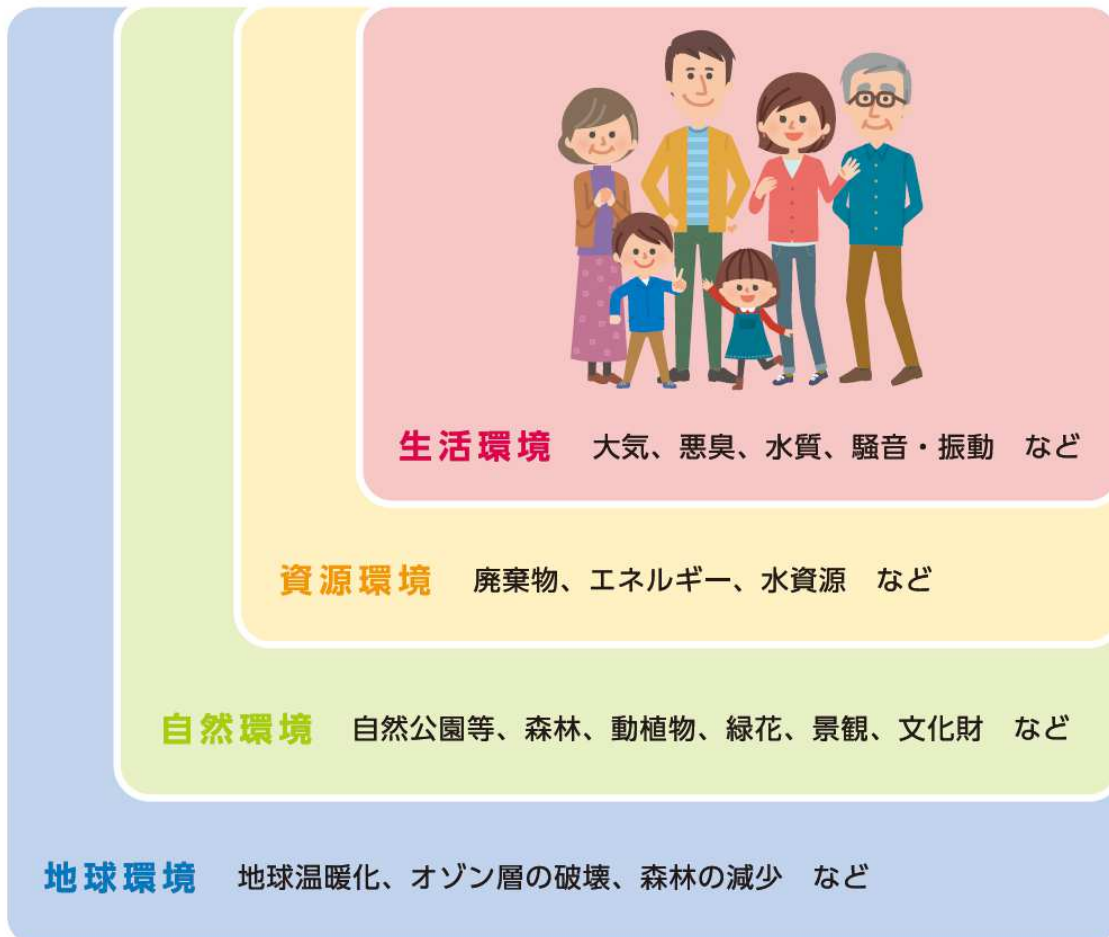 生活環境 大気、悪臭、水質、騒音・振動 など
資源環境 廃棄物、エネルギー、水資源 など
自然環境 自然公園等、森林、動植物、緑花、景観、文化財 など
地球環境 地球温暖化、オゾン層の破壊、森林の減少 など